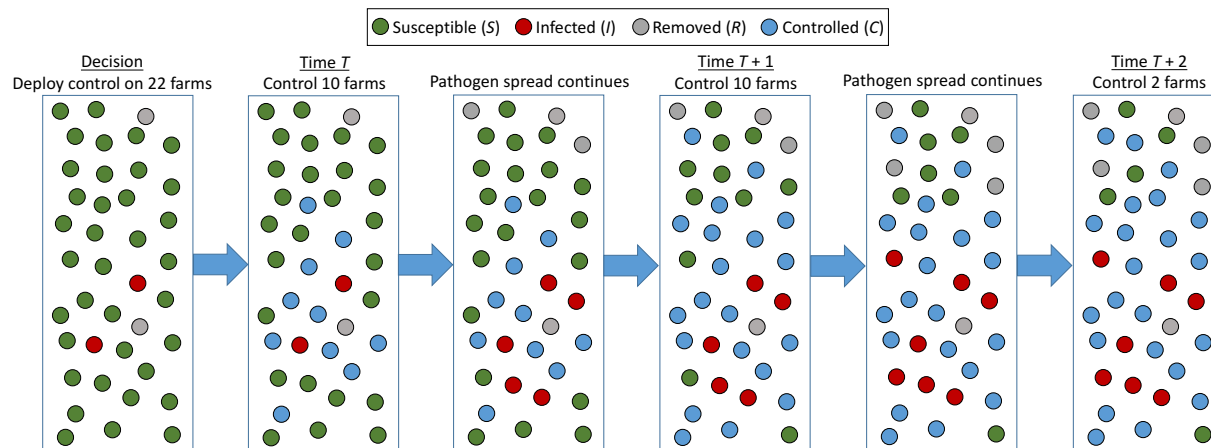 Susceptible (S) Infected (I) Removed (R) Controlled (C)
Decision
Deploy control on 22 farms
Time T
Control 10 farms
Pathogen spread continues
Time T + 1
Control 10 farms
Pathogen spread continues
Time T + 2
Control 2 farms